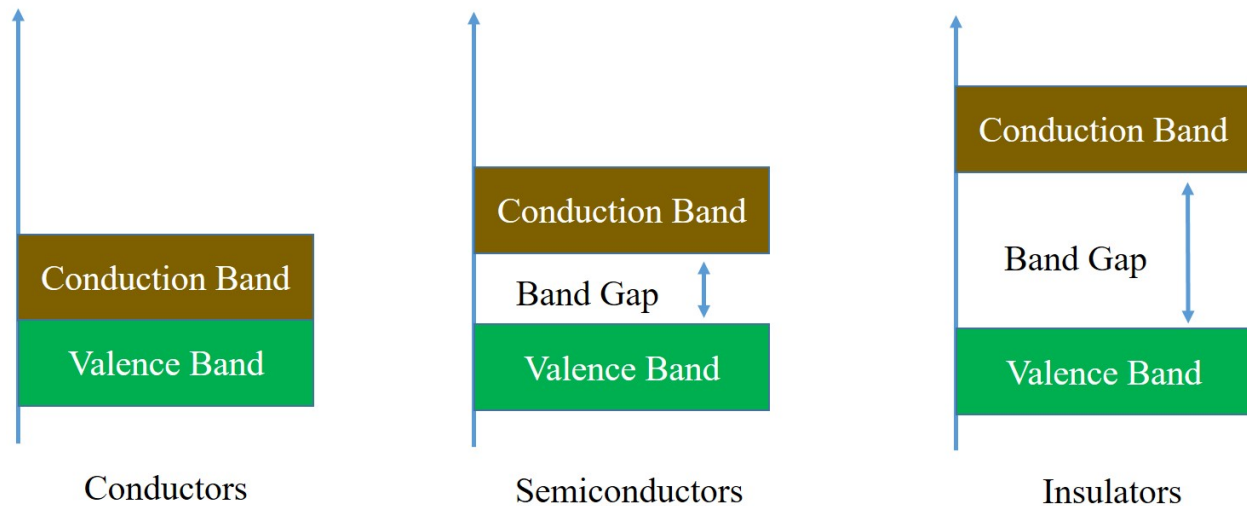 Conduction Band
Valence Band
Conductors
Conduction Band
Band Gap
Valence Band
Semiconductors
Conduction Band
Band Gap
Valence Band
Insulators